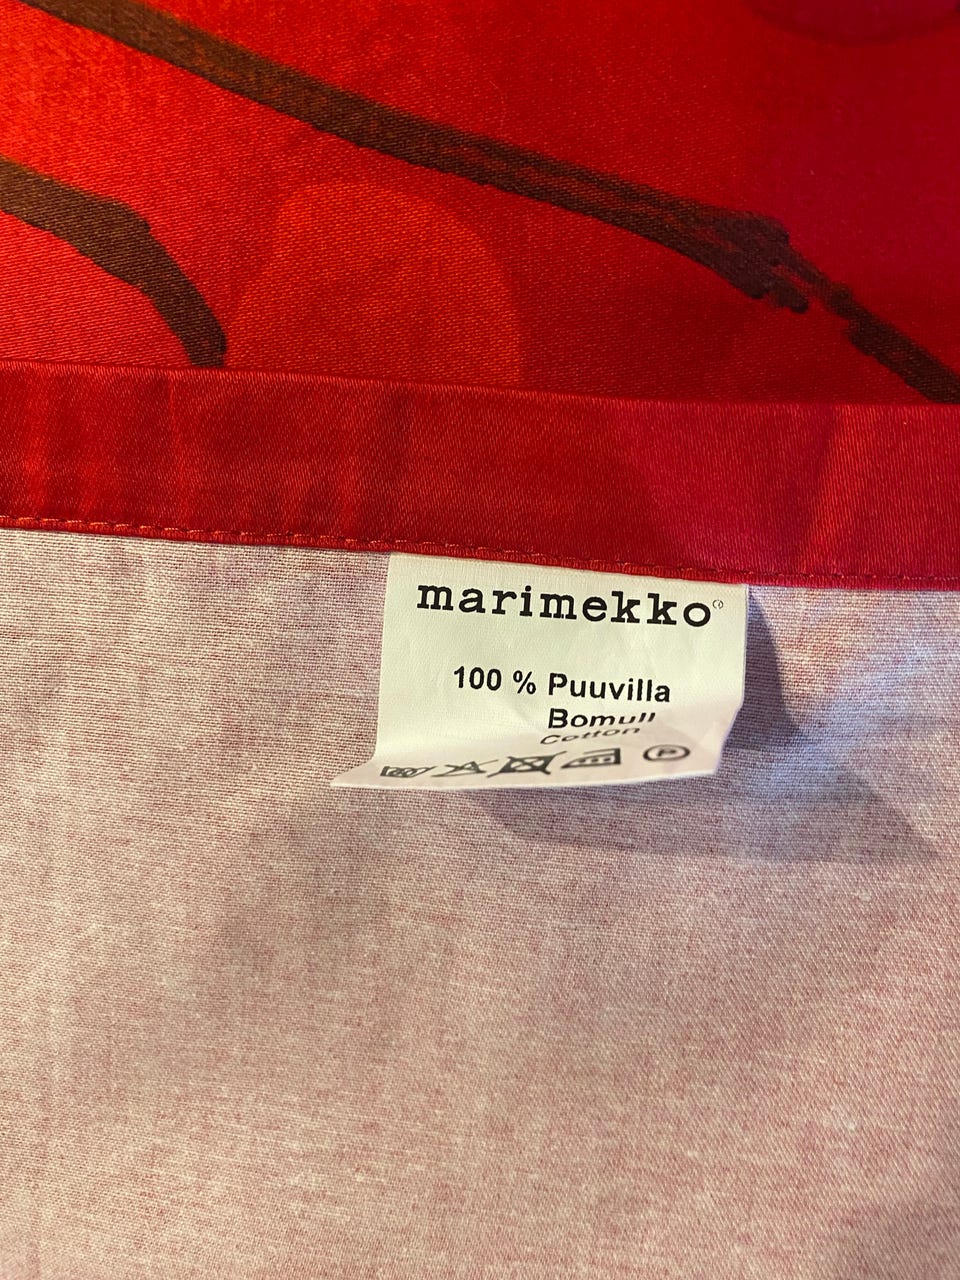 marimekko®
100 % Puuvilla
Bomull
Cotton
P